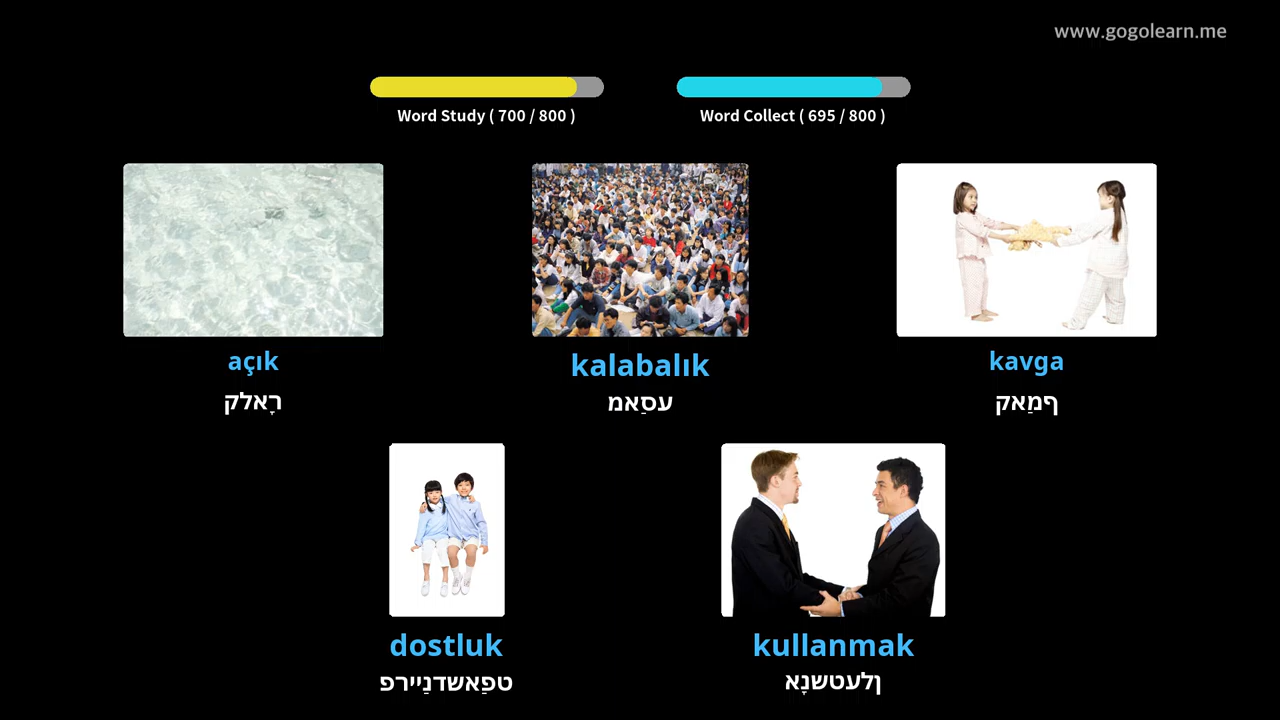 www.gogolearn.me
Word Study ( 700 / 800 )
Word Collect ( 695 / 800 )
açık
רָאלק
kalabalık
עסַאמ
kavga
ףמַאק
dostluk
טפַאשדנַיירפ
kullanmak
ןלעטשנָא